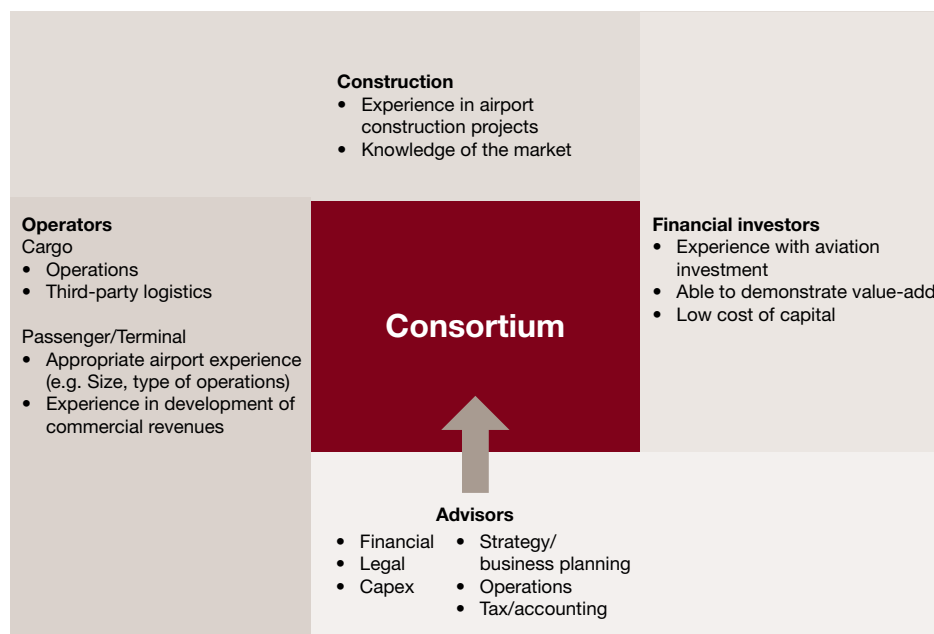 Construction
• Experience in airport
construction projects
• Knowledge of the market
Operators
Cargo
• Operations
• Third-party logistics
Passenger/Terminal
• Appropriate airport experience
(e.g. Size, type of operations)
• Experience in development of
commercial revenues
Consortium
Financial investors
• Experience with aviation
investment
• Able to demonstrate value-add
• Low cost of capital
Advisors
• Financial
• Legal
• Capex
• Strategy/
business planning
• Operations
• Tax/accounting